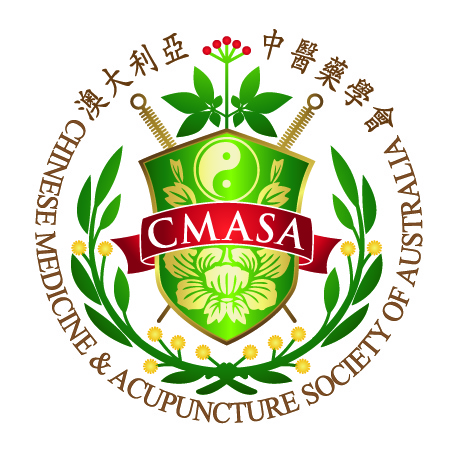 澳大利亞 中醫藥學會
CMASA
CHINESE MEDICINE & ACUPUNCTURE SOCIETY OF AUSTRALIA